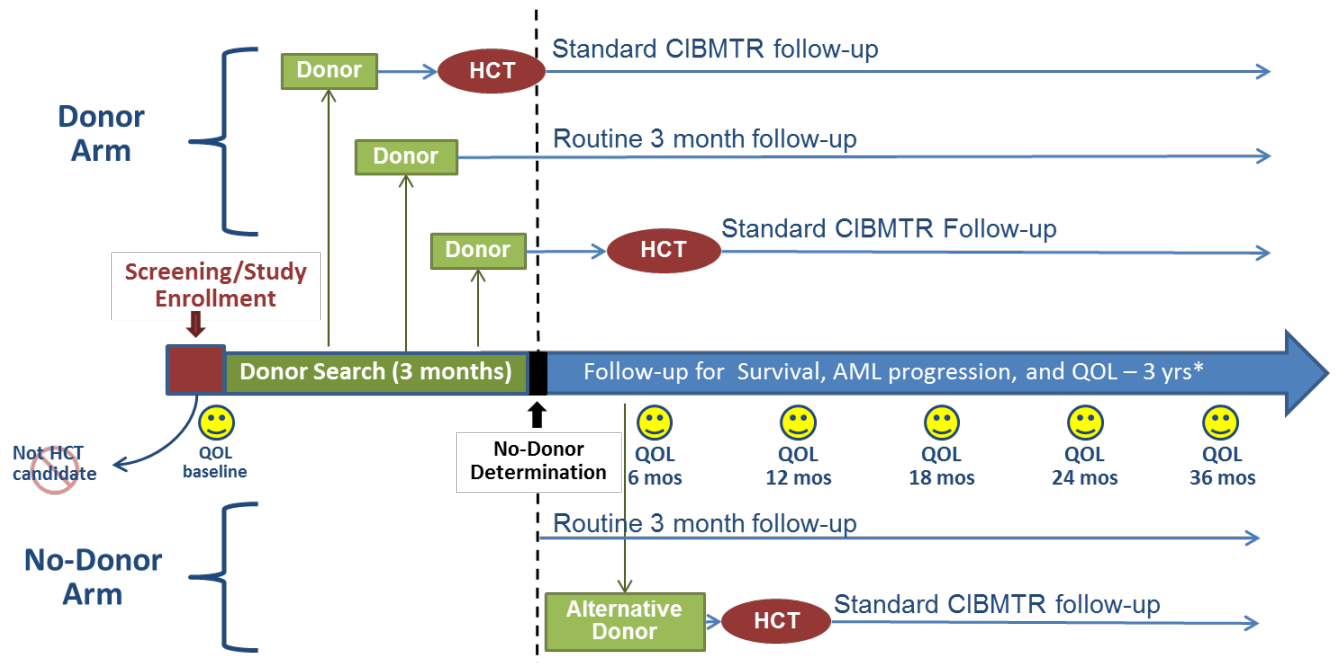 Standard CIBMTR follow-up
Donor
HCT
Donor
Arm
Routine 3 month follow-up
Donor
Standard CIBMTR Follow-up
Donor
HCT
Screening/Study
Enrollment
Donor Search (3 months)
Follow-up for Survival, AML progression, and QOL – 3 yrs*
Not HCT
candidate
QOL
baseline
No-Donor
Determination
QOL
6 mos
QOL
12 mos
QOL
18 mos
QOL
24 mos
QOL
36 mos
No-Donor
Arm
Routine 3 month follow-up
Alternative
Donor
HCT
Standard CIBMTR follow-up